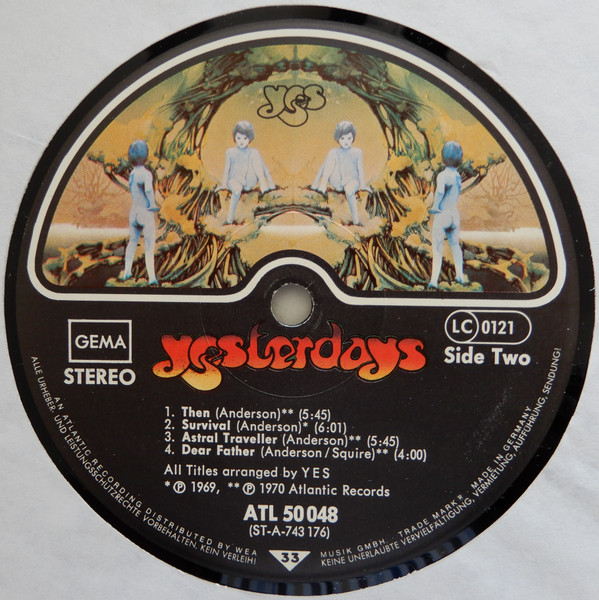 yes
GEMA
STEREO
yesterdays
LC 0121
Side Two
1. Then (Anderson)** (5:45)
2. Survival (Anderson)* (6:01)
3. Astral Traveller (Anderson)** (5:45)
4. Dear Father (Anderson/Squire)** (4:00)
All Titles arranged by YES
* ℗ 1969, ** ℗ 1970 Atlantic Records
ATL 50 048
(ST-A-743 176)
33
AN ATLANTIC RECORDING DISTRIBUTED BY WEA MUSIK GMBH. TRADE MARK ®. MADE IN GERMANY
ALLE URHEBER- UND LEISTUNGSSCHUTZRECHTE VORBEHALTEN. KEIN VERLEIH! KEINE UNERLAUBTE VERVIELFÄLTIGUNG, VERMIETUNG, AUFFÜHRUNG, SENDUNG!